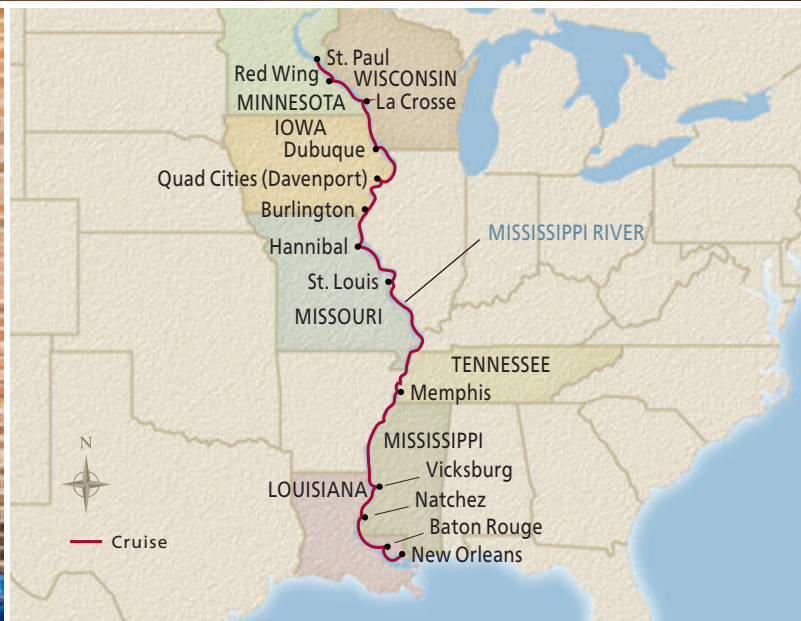 St. Paul
Red Wing
WISCONSIN
MINNESOTA
La Crosse
IOWA
Dubuque
Quad Cities (Davenport)
Burlington
MISSISSIPPI RIVER
Hannibal
St. Louis
MISSOURI
TENNESSEE
Memphis
MISSISSIPPI
N
Vicksburg
LOUISIANA
Natchez
Baton Rouge
Cruise
New Orleans